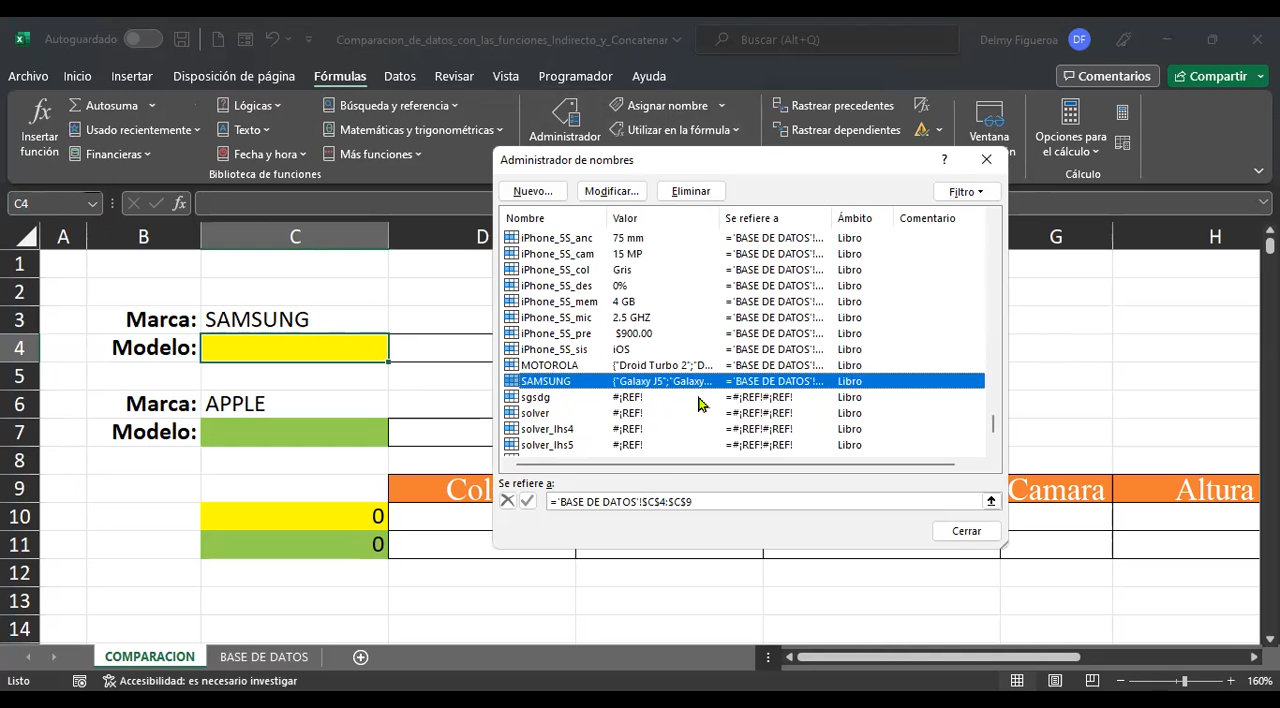 Autoguardado
Comparacion_de_datos_con_las_funciones_Indirecto_y_Concatenar
Buscar (Alt+Q)
Delmy Figueroa DF
Archivo Inicio Insertar Disposición de página Fórmulas Datos Revisar Vista Programador Ayuda Comentarios Compartir
fx Insertar función
Autosuma
Usado recientemente
Financieras
Lógicas
Texto
Fecha y hora
Búsqueda y referencia
Matemáticas y trigonométricas
Más funciones
Biblioteca de funciones
Administrador
Asignar nombre
Utilizar en la fórmula
Rastrear precedentes
Rastrear dependientes
Ventana
Opciones para
el cálculo
Cálculo
C4 fx
A B C D G H
1
2
3 Marca: SAMSUNG
4 Modelo:
5
6 Marca: APPLE
7 Modelo:
8
9 Col Camara Altura
10 0
11 0
12
13
14
Administrador de nombres ?
Nuevo... Modificar... Eliminar Filtro
Nombre Valor Se refiere a Ámbito Comentario
iPhone_5S_anc 75 mm ='BASE DE DATOS'!... Libro
iPhone_5S_cam 15 MP ='BASE DE DATOS'!... Libro
iPhone_5S_col Gris ='BASE DE DATOS'!... Libro
iPhone_5S_des 0% ='BASE DE DATOS'!... Libro
iPhone_5S_mem 4 GB ='BASE DE DATOS'!... Libro
iPhone_5S_mic 2.5 GHZ ='BASE DE DATOS'!... Libro
iPhone_5S_pre $900.00 ='BASE DE DATOS'!... Libro
iPhone_5S_sis iOS ='BASE DE DATOS'!... Libro
MOTOROLA {"Droid Turbo 2";"D... ='BASE DE DATOS'!... Libro
SAMSUNG {"Galaxy J5";"Galaxy... ='BASE DE DATOS'!... Libro
sgsdg #¡REF! =#¡REF!#¡REF! Libro
solver #¡REF! =#¡REF!#¡REF! Libro
solver_lhs4 #¡REF! =#¡REF!#¡REF! Libro
solver_lhs5 #¡REF! =#¡REF!#¡REF! Libro
Se refiere a:
='BASE DE DATOS'!$C$4:$C$9
Cerrar
COMPARACION BASE DE DATOS
Listo Accesibilidad: es necesario investigar 160%